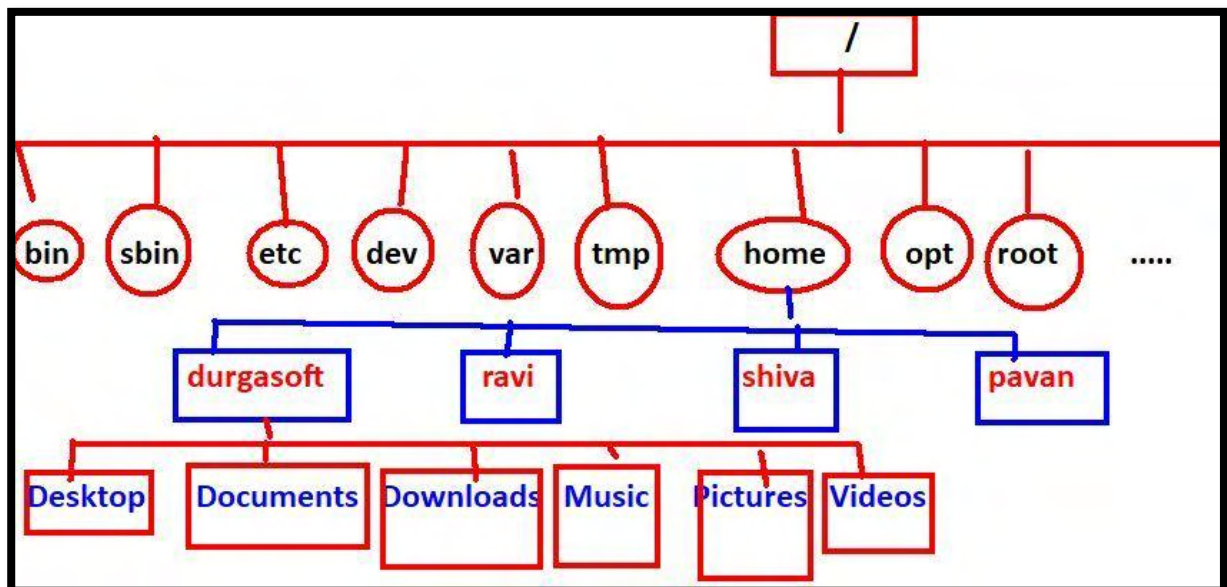 /
bin sbin etc dev var tmp home opt root .....
durgasoft ravi shiva pavan
Desktop Documents Downloads Music Pictures Videos